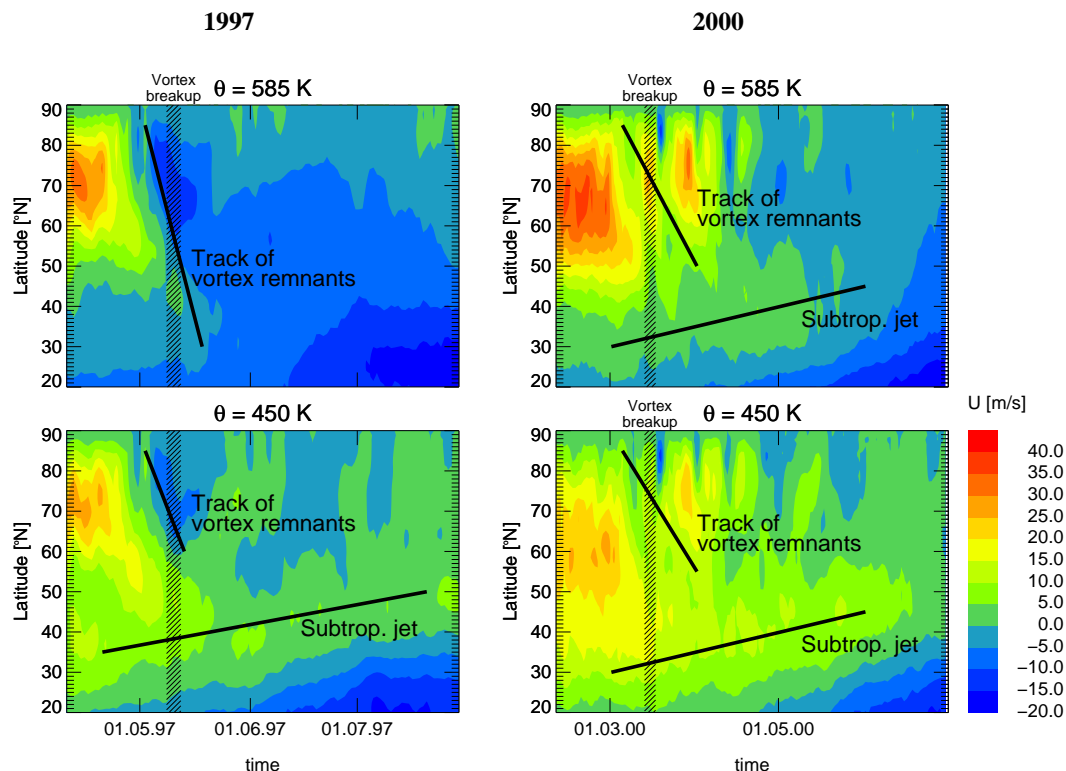 1997
2000
Vortex
breakup
θ = 585 K
Vortex
breakup
θ = 585 K
Latitude [°N]
90
80
70
60
50
40
30
20
Track of
vortex remnants
Latitude [°N]
90
80
70
60
50
40
30
20
Track of
vortex remnants
Subtrop. jet
θ = 450 K
Vortex
breakup
θ = 450 K
Latitude [°N]
90
80
70
60
50
40
30
20
Track of
vortex remnants
Subtrop. jet
01.05.97
01.06.97
01.07.97
time
Latitude [°N]
90
80
70
60
50
40
30
20
Track of
vortex remnants
Subtrop. jet
01.03.00
01.05.00
time
U [m/s]
40.0
35.0
30.0
25.0
20.0
15.0
10.0
5.0
0.0
−5.0
−10.0
−15.0
−20.0